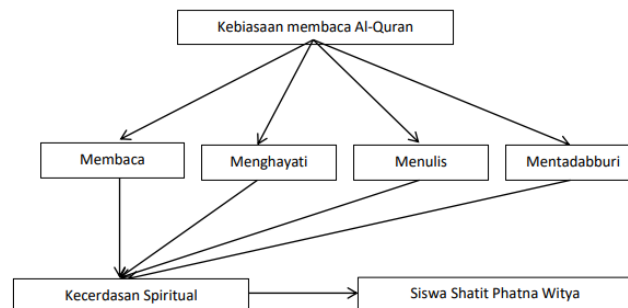 Kebiasaan membaca Al-Quran
Membaca
Menghayati
Menulis
Mentadabburi
Kecerdasan Spiritual
Siswa Shatit Phatna Witya